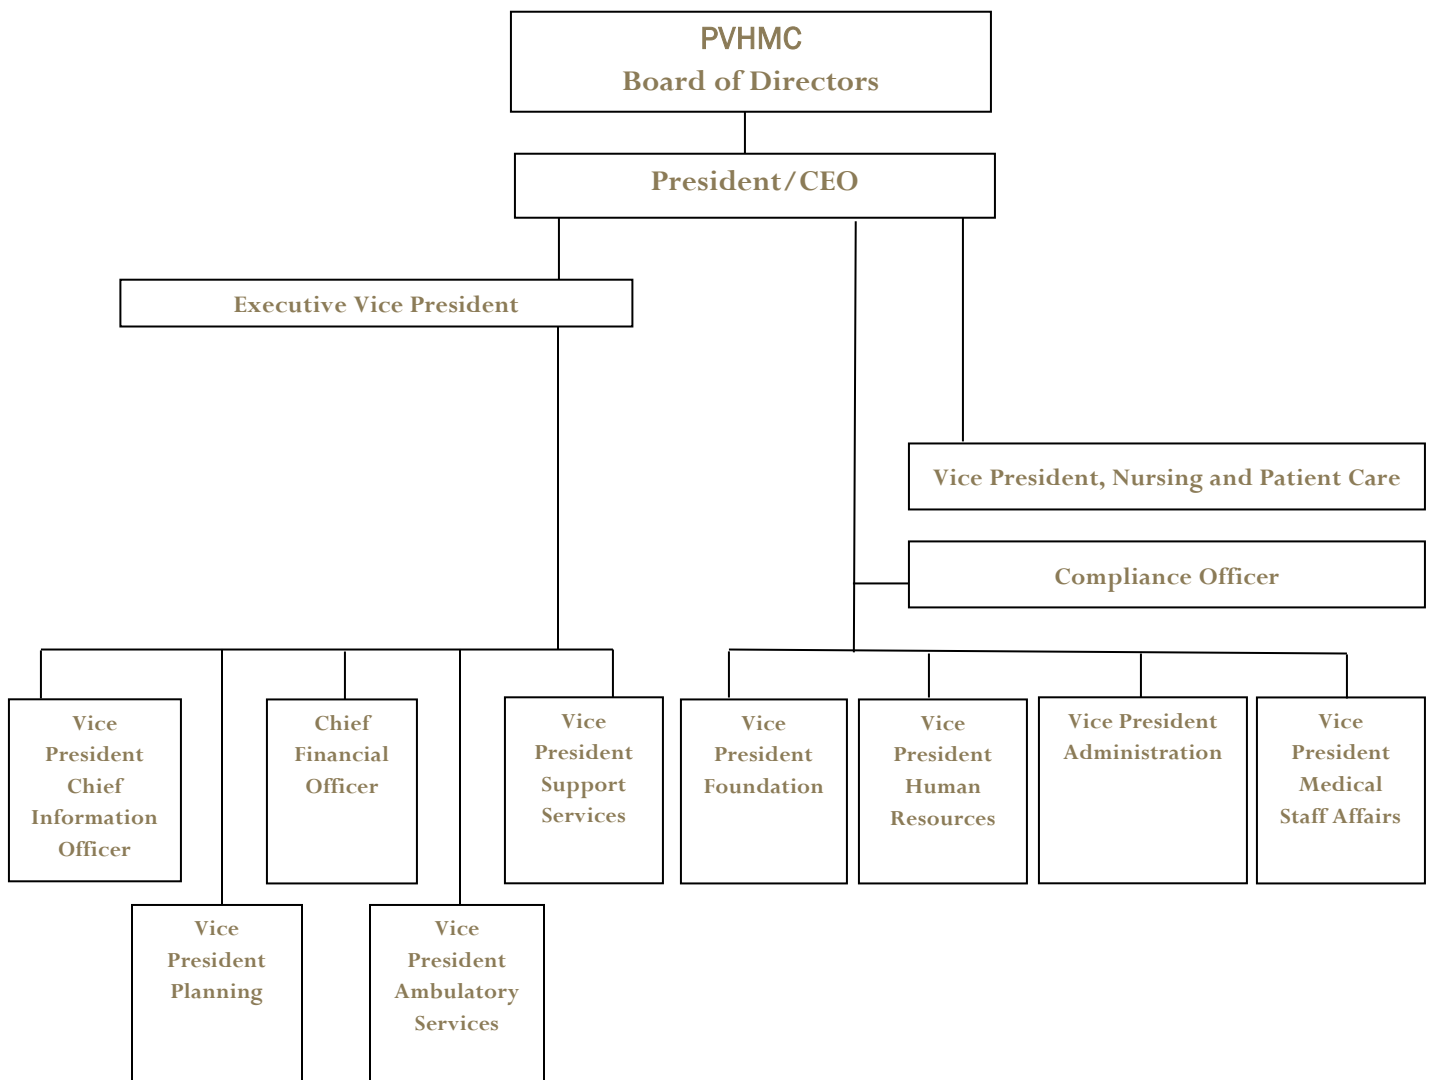 PVHMC
Board of Directors
President/CEO
Executive Vice President
Vice President, Nursing and Patient Care
Compliance Officer
Vice
President
Chief
Information
Officer
Chief
Financial
Officer
Vice
President
Support
Services
Vice
President
Foundation
Vice
President
Human
Resources
Vice President
Administration
Vice
President
Medical
Staff Affairs
Vice
President
Planning
Vice
President
Ambulatory
Services